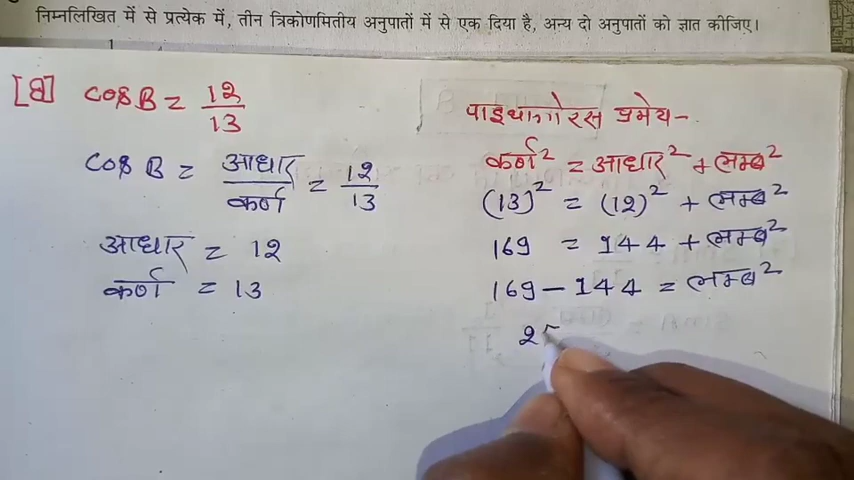 निम्नलिखित में से प्रत्येक में, तीन त्रिकोणमितीय अनुपातों में से एक दिया है, अन्य दो अनुपातों को ज्ञात कीजिए।
[8] cos B = 12/13
cos B = आधार/कर्ण = 12/13
आधार = 12
कर्ण = 13
पाइथागोरस प्रमेय-
कर्ण² = आधार² + लम्ब²
(13)² = (12)² + लम्ब²
169 = 144 + लम्ब²
169 - 144 = लम्ब²
25